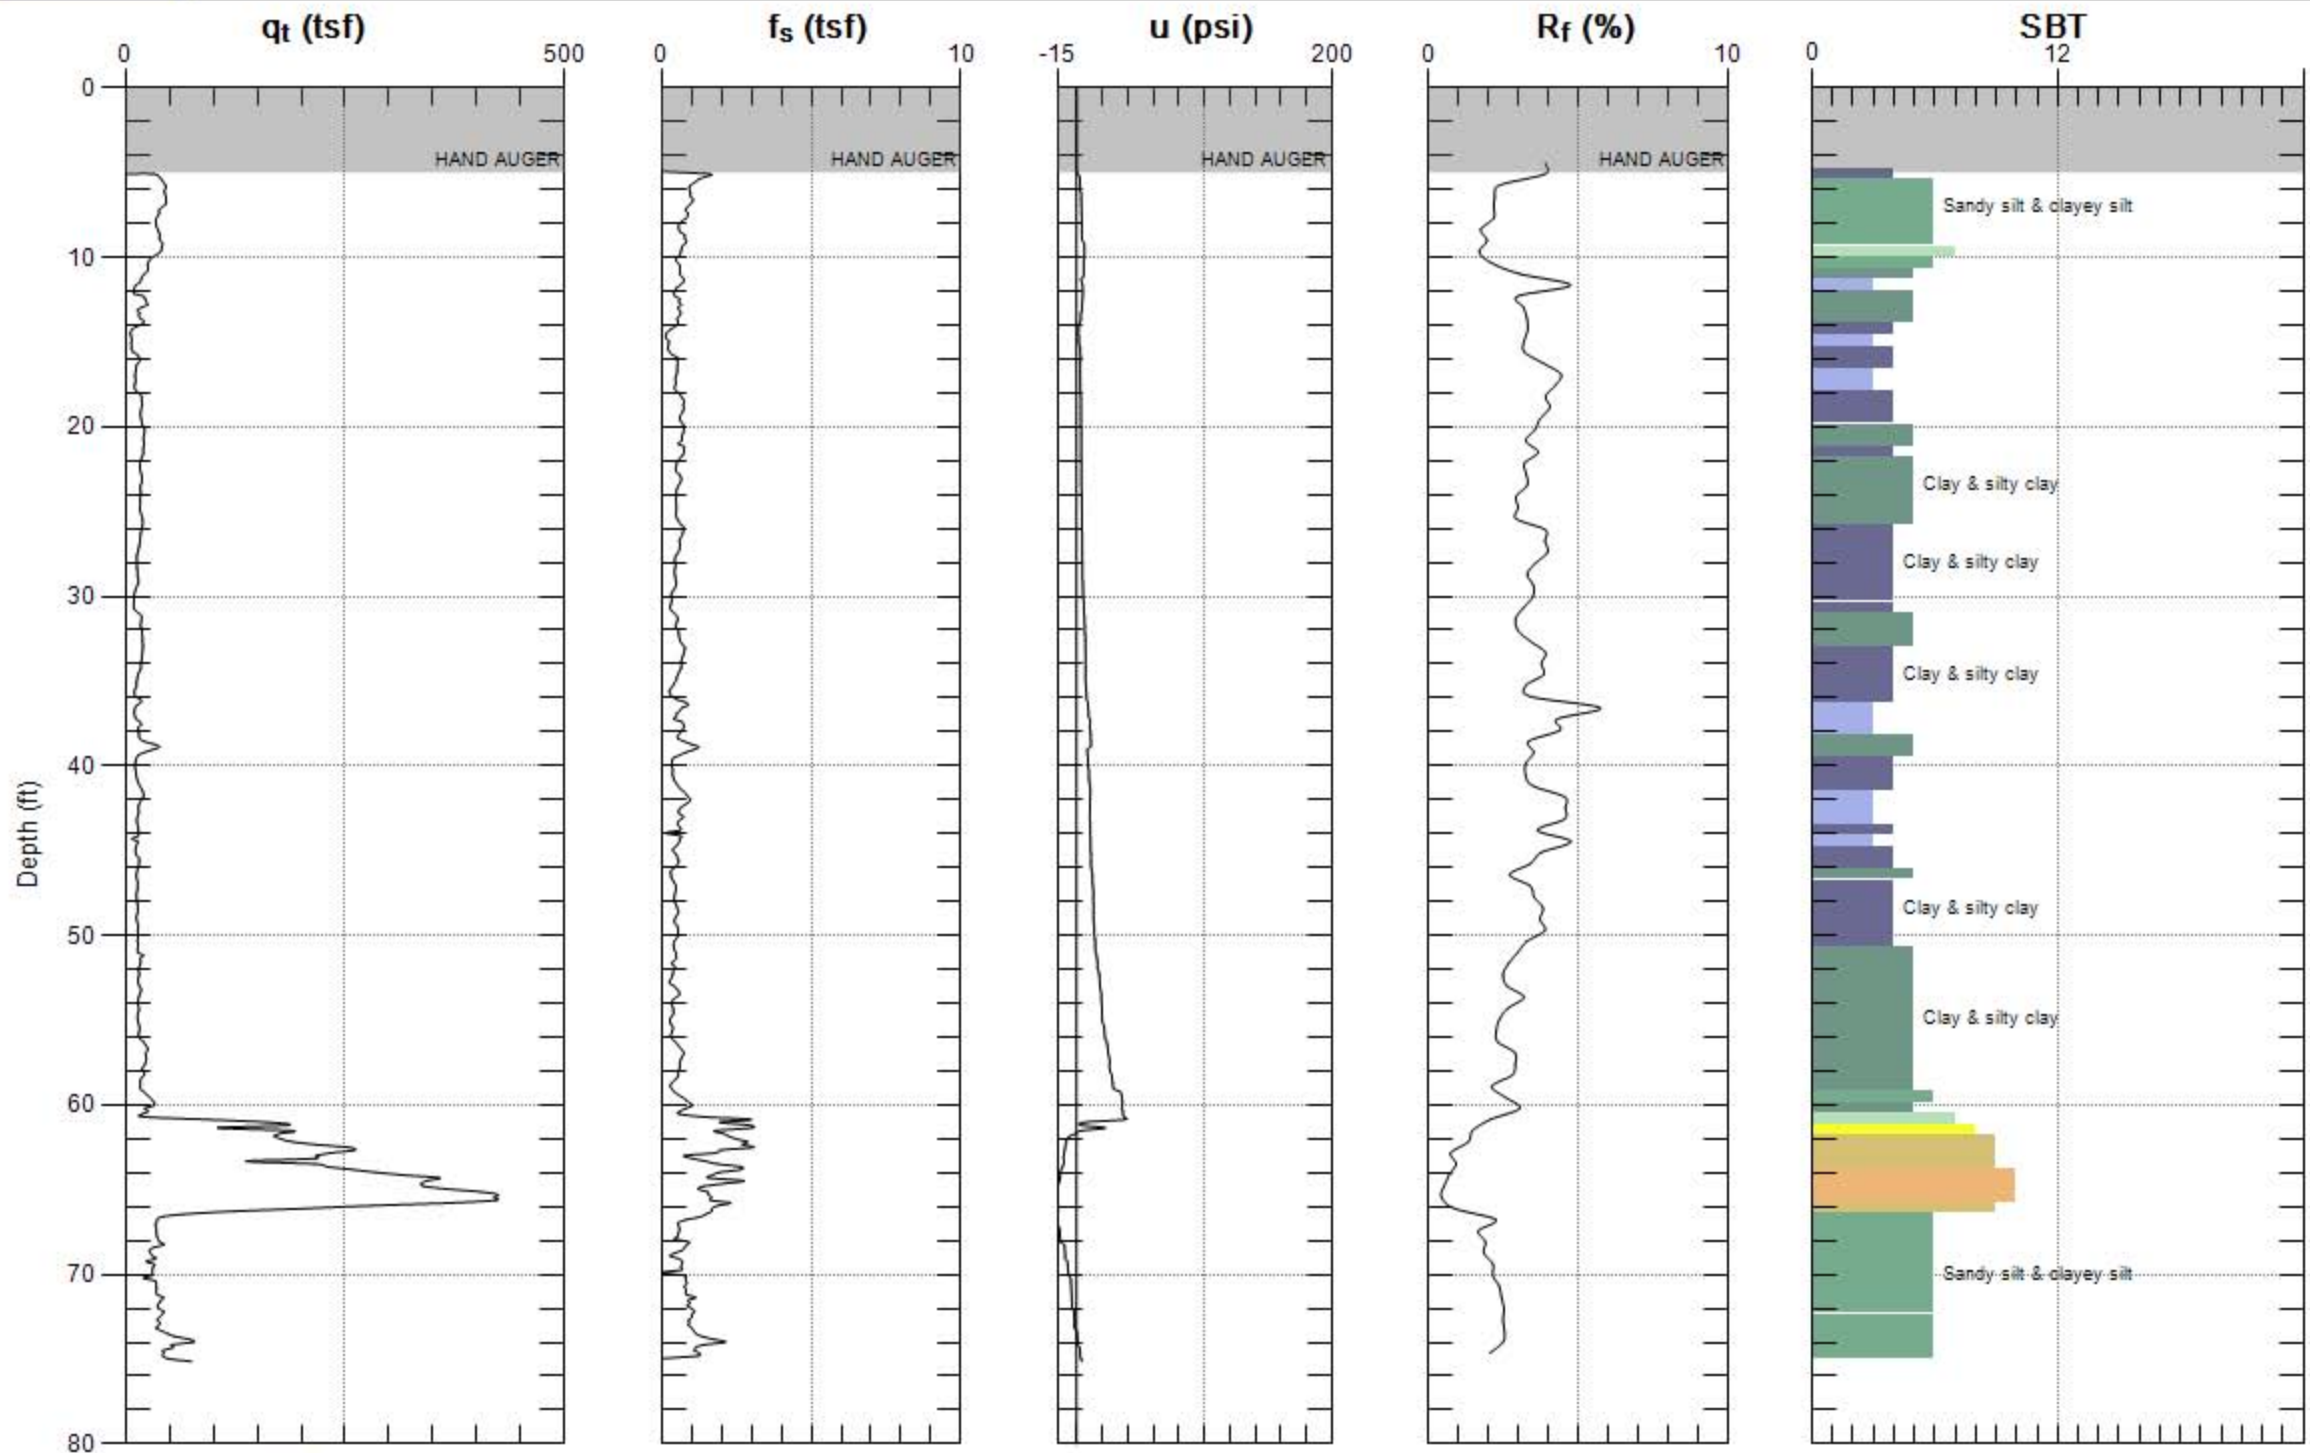 qt (tsf) fs (tsf) u (psi) Rf (%) SBT
0 500 0 10 -15 200 0 10 0 12
0
HAND AUGER HAND AUGER HAND AUGER HAND AUGER
Sandy silt & clayey silt
10
20
Clay & silty clay
Clay & silty clay
30
Clay & silty clay
40
Depth (ft)
Clay & silty clay
50
Clay & silty clay
60
70 Sandy silt & clayey silt
80